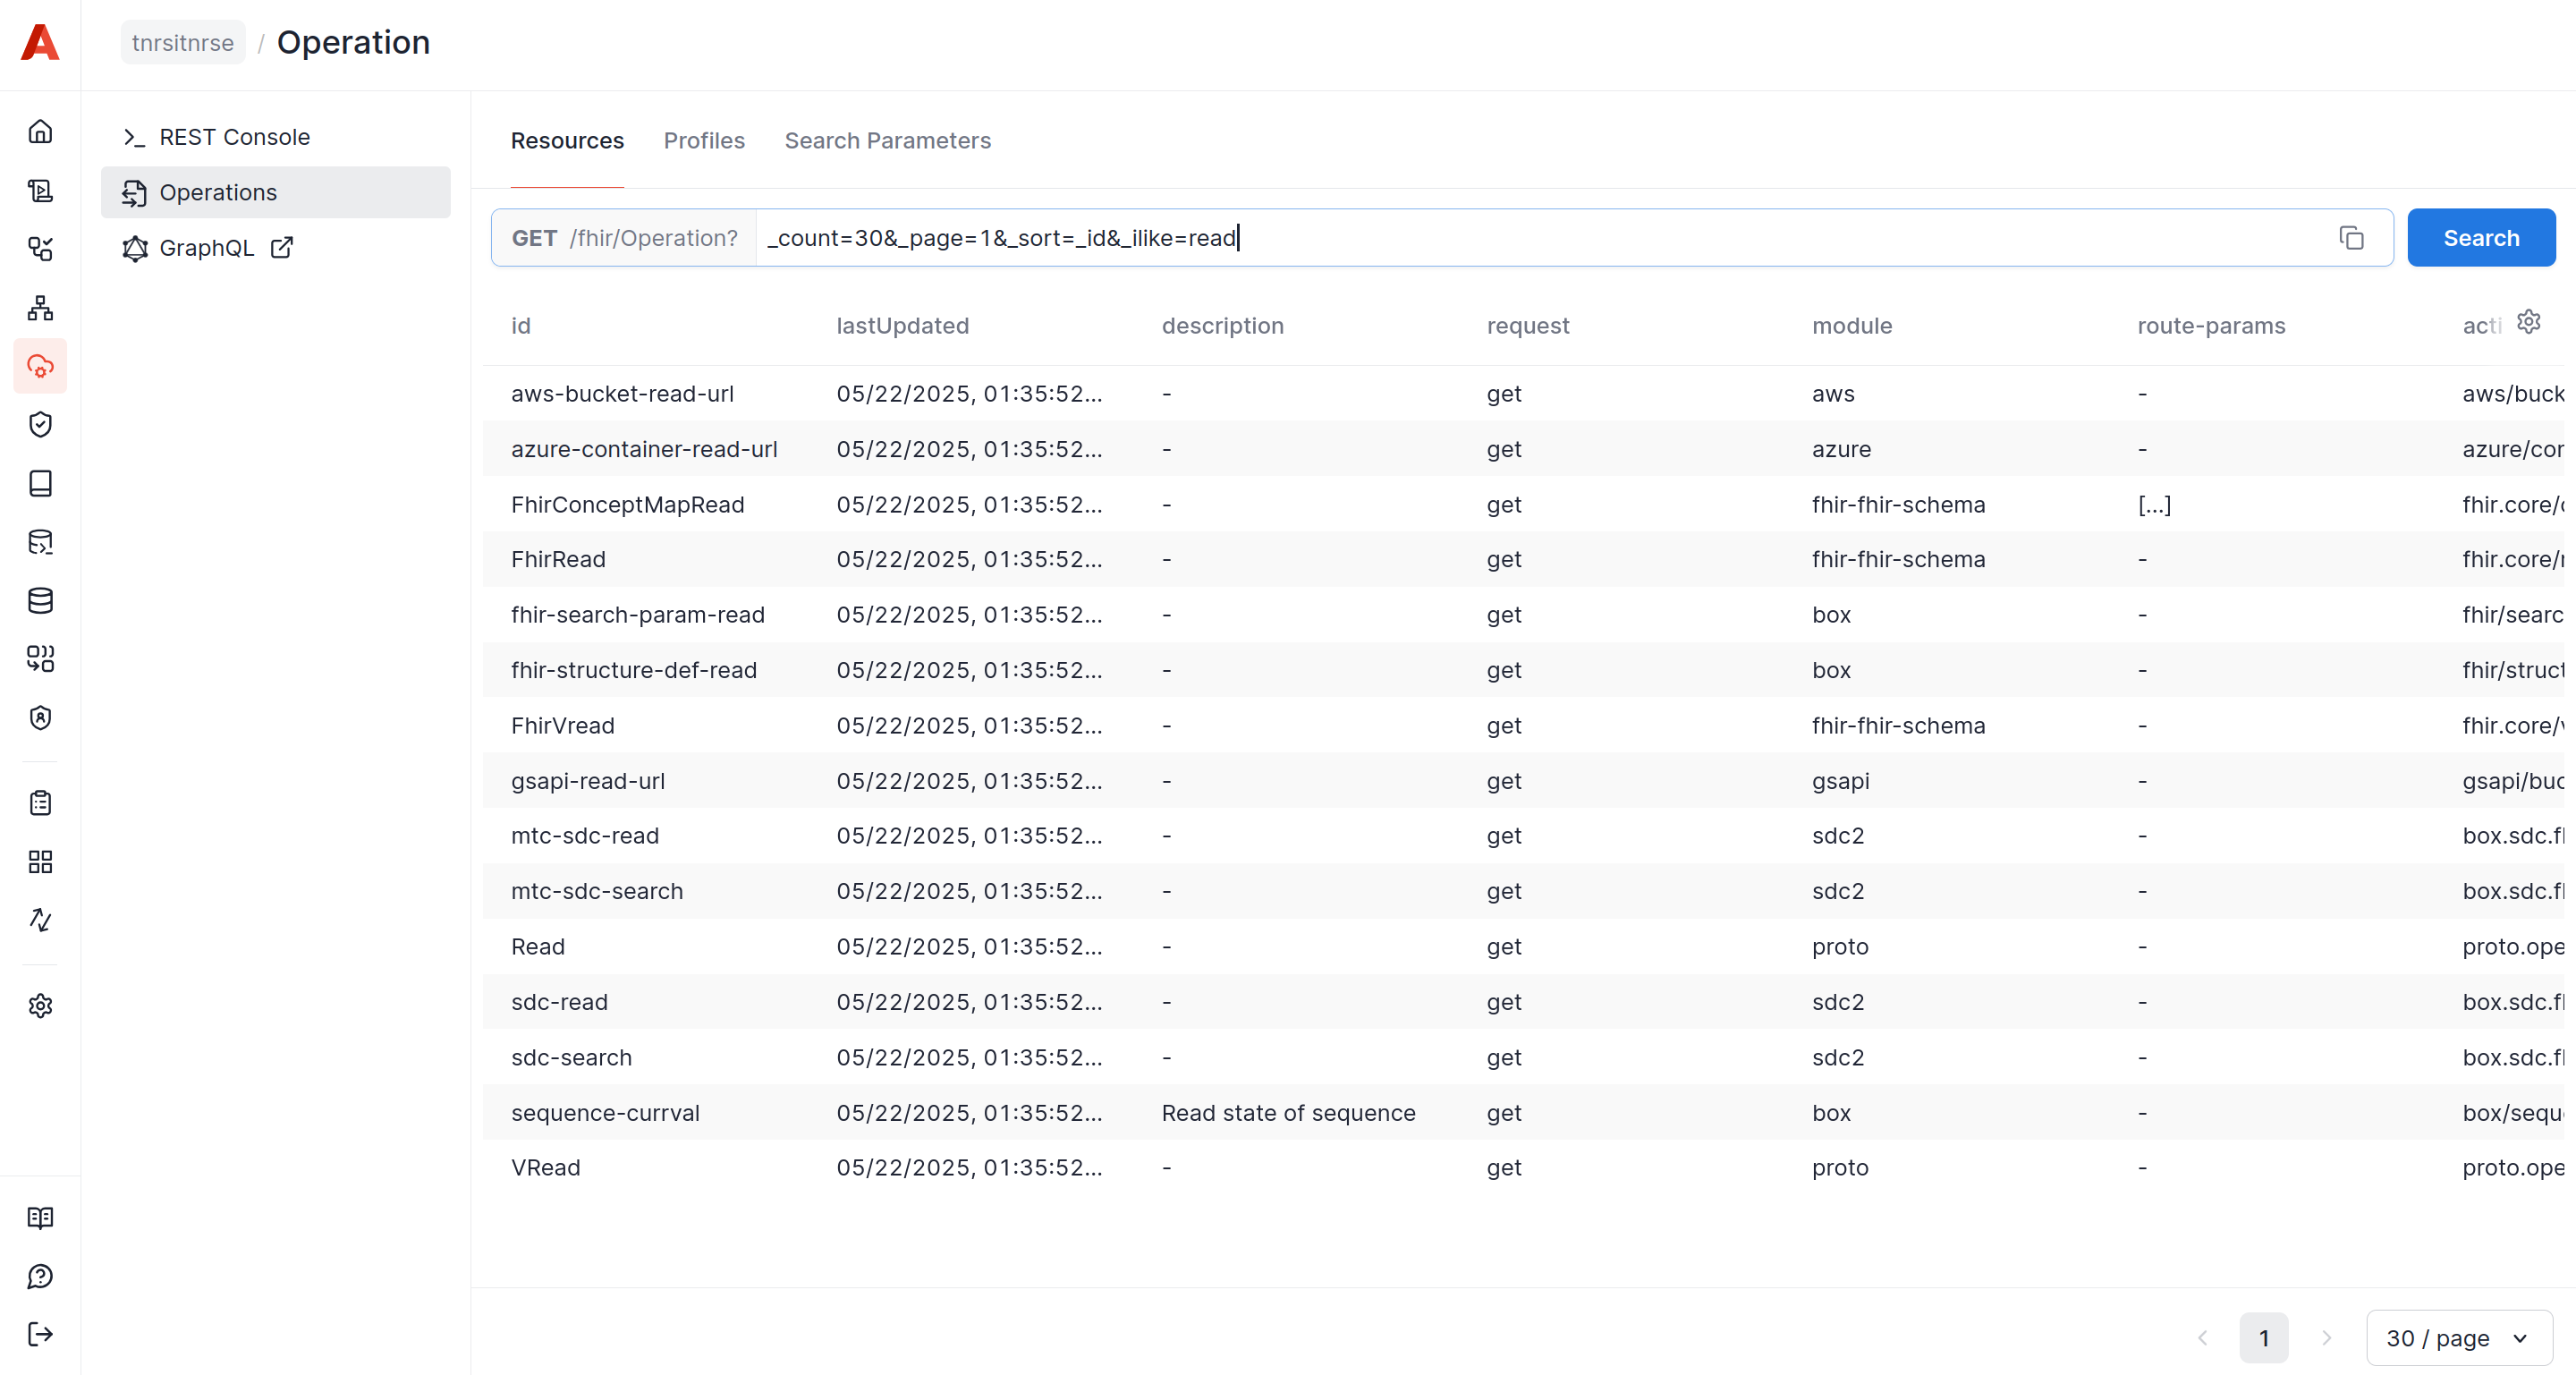 tnrsitnrse / Operation
REST Console
Operations
GraphQL
Resources Profiles Search Parameters
GET /fhir/Operation? _count=30&_page=1&_sort=_id&_ilike=read Search
id lastUpdated description request module route-params acti
aws-bucket-read-url 05/22/2025, 01:35:52... - get aws - aws/buck
azure-container-read-url 05/22/2025, 01:35:52... - get azure - azure/cor
FhirConceptMapRead 05/22/2025, 01:35:52... - get fhir-fhir-schema [...] fhir.core/c
FhirRead 05/22/2025, 01:35:52... - get fhir-fhir-schema - fhir.core/r
fhir-search-param-read 05/22/2025, 01:35:52... - get box - fhir/searc
fhir-structure-def-read 05/22/2025, 01:35:52... - get box - fhir/struct
FhirVread 05/22/2025, 01:35:52... - get fhir-fhir-schema - fhir.core/v
gsapi-read-url 05/22/2025, 01:35:52... - get gsapi - gsapi/buc
mtc-sdc-read 05/22/2025, 01:35:52... - get sdc2 - box.sdc.fl
mtc-sdc-search 05/22/2025, 01:35:52... - get sdc2 - box.sdc.fl
Read 05/22/2025, 01:35:52... - get proto - proto.ope
sdc-read 05/22/2025, 01:35:52... - get sdc2 - box.sdc.fl
sdc-search 05/22/2025, 01:35:52... - get sdc2 - box.sdc.fl
sequence-currval 05/22/2025, 01:35:52... Read state of sequence get box - box/sequ
VRead 05/22/2025, 01:35:52... - get proto - proto.ope
1 30 / page